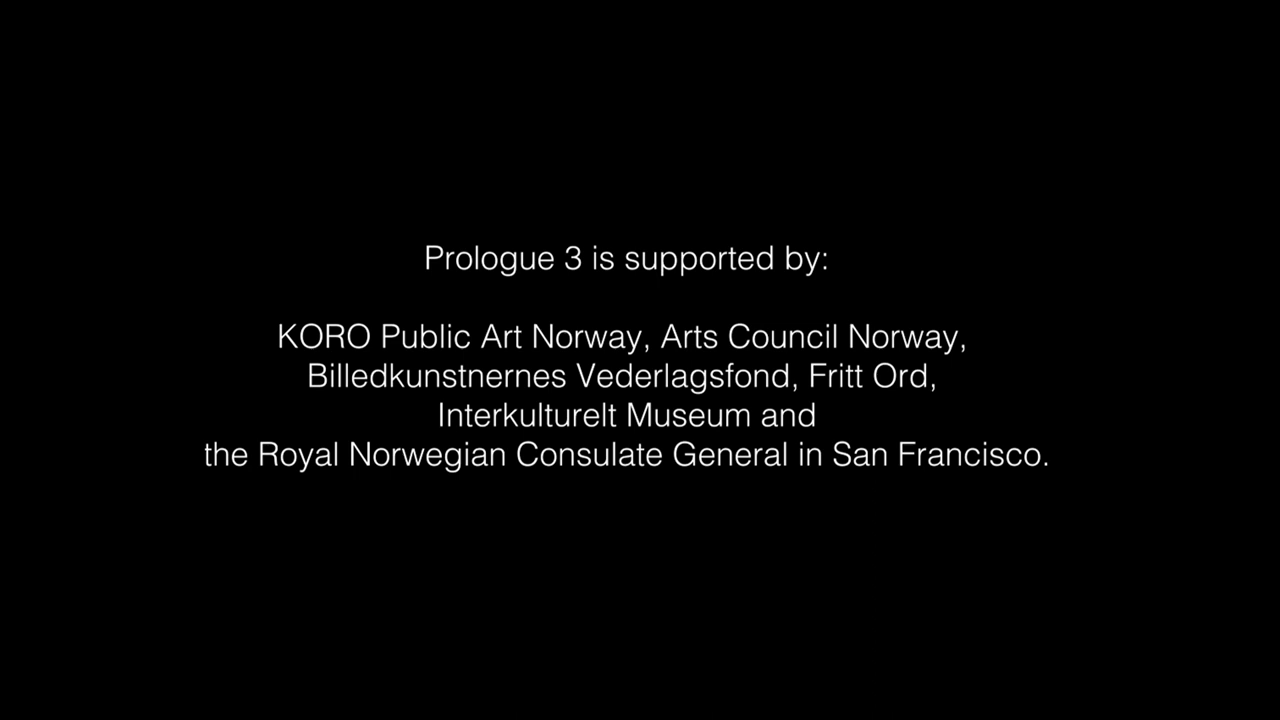 Prologue 3 is supported by:
KORO Public Art Norway, Arts Council Norway,
Billedkunstnernes Vederlagsfond, Fritt Ord,
Interkulturelt Museum and
the Royal Norwegian Consulate General in San Francisco.